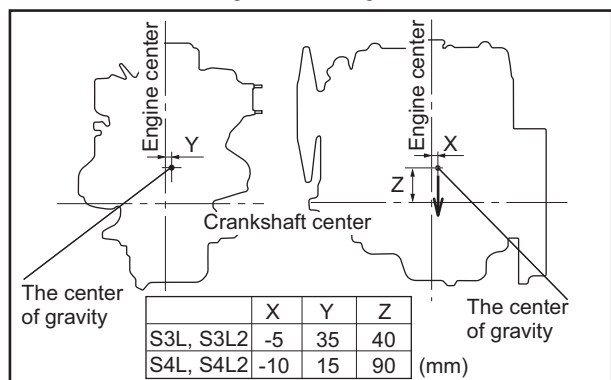 Engine center
Y
Engine center
X
Z
Crankshaft center
The center
of gravity
The center
of gravity
X Y Z
S3L, S3L2 -5 35 40
S4L, S4L2 -10 15 90 (mm)